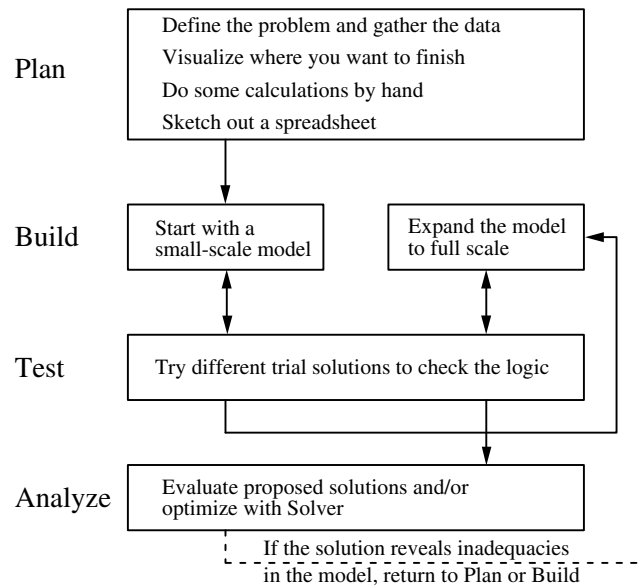 Plan
Define the problem and gather the data
Visualize where you want to finish
Do some calculations by hand
Sketch out a spreadsheet
Build
Start with a
small-scale model
Expand the model
to full scale
Test
Try different trial solutions to check the logic
Analyze
Evaluate proposed solutions and/or
optimize with Solver
If the solution reveals inadequacies
in the model, return to Plan or Build